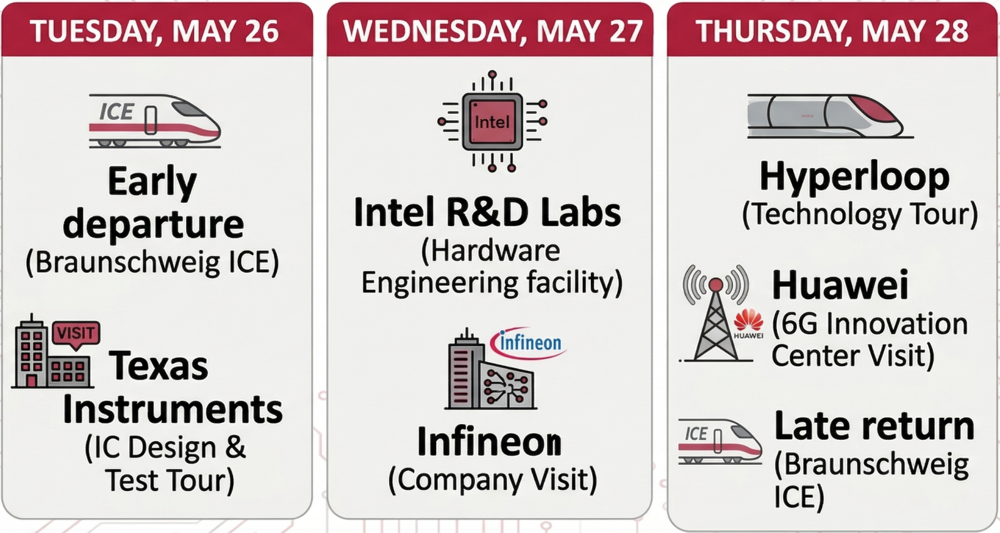 TUESDAY, MAY 26
ICE
Early
departure
(Braunschweig ICE)
VISIT
Texas
Instruments
(IC Design &
Test Tour)
WEDNESDAY, MAY 27
Intel
Intel R&D Labs
(Hardware
Engineering facility)
infineon
Infineon
(Company Visit)
THURSDAY, MAY 28
Hyperloop
(Technology Tour)
HUAWEI
Huawei
(6G Innovation
Center Visit)
ICE
Late return
(Braunschweig
ICE)